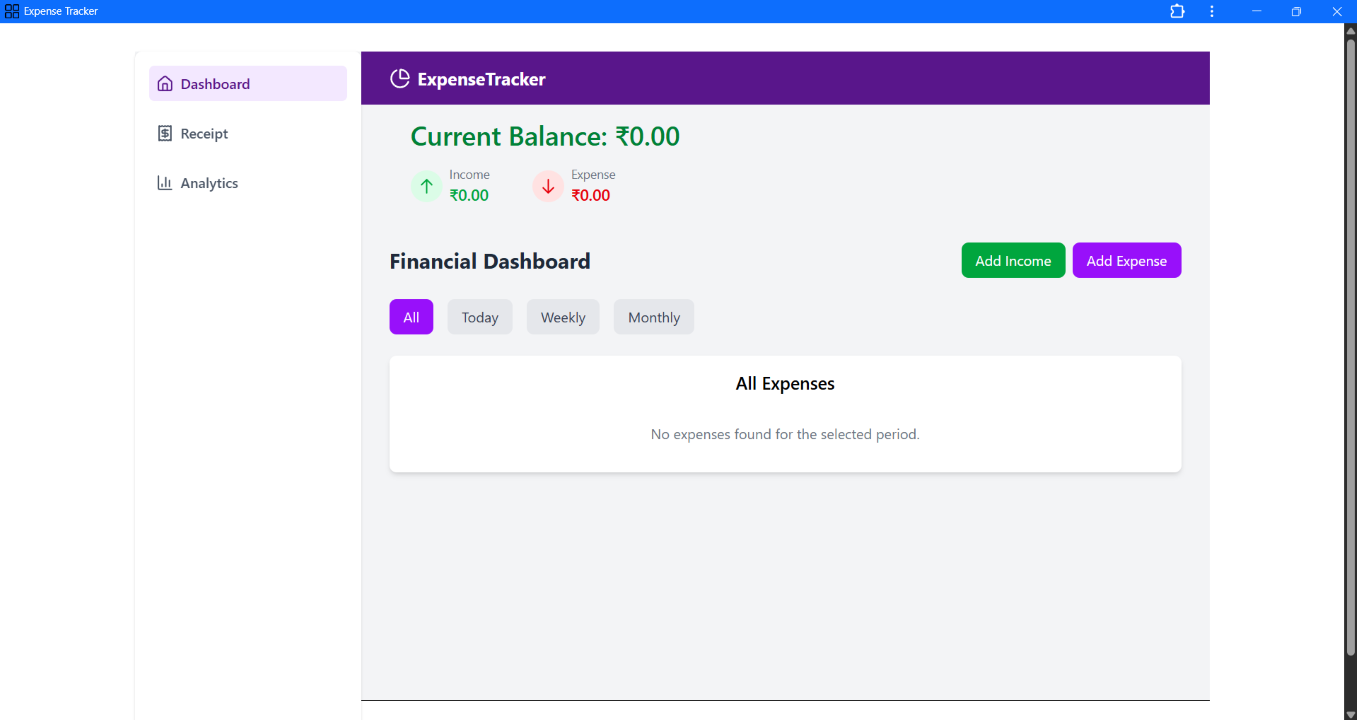 Expense Tracker
Dashboard
Receipt
Analytics
ExpenseTracker
Current Balance: ₹0.00
Income
₹0.00
Expense
₹0.00
Financial Dashboard
Add Income
Add Expense
All
Today
Weekly
Monthly
All Expenses
No expenses found for the selected period.